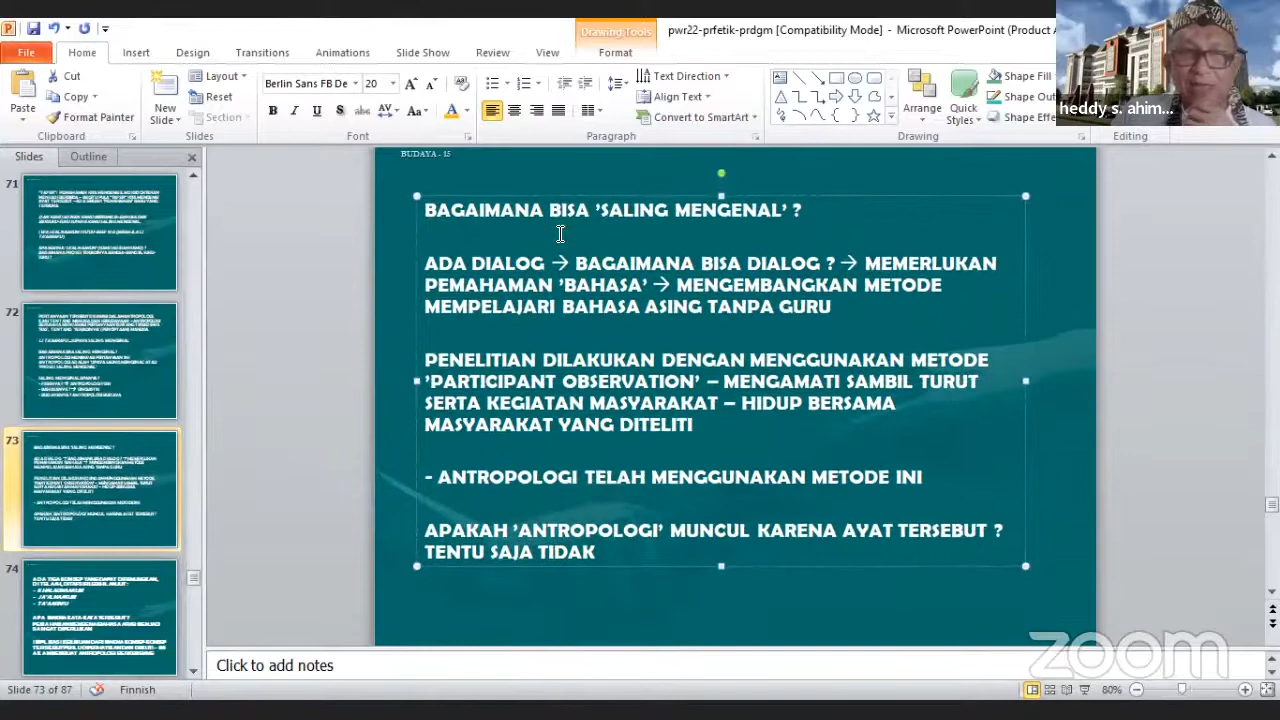 Drawing Tools
pwr22-prfetik-prdgm [Compatibility Mode] - Microsoft PowerPoint (Product A
File Home Insert Design Transitions Animations Slide Show Review View Format
Paste
Cut
Copy
Format Painter
Clipboard
New Slide
Layout
Reset
Section
Slides
Berlin Sans FB De 20
Font
Text Direction
Align Text
Convert to SmartArt
Paragraph
Arrange
Quick Styles
Shape Fill
Shape Out
Shape Effe
Drawing
Editing
heddy s. ahim...
Slides Outline
71
72
73
74
BUDAYA - 15
BAGAIMANA BISA 'SALING MENGENAL' ?
ADA DIALOG → BAGAIMANA BISA DIALOG ? → MEMERLUKAN
PEMAHAMAN 'BAHASA' → MENGEMBANGKAN METODE
MEMPELAJARI BAHASA ASING TANPA GURU
PENELITIAN DILAKUKAN DENGAN MENGGUNAKAN METODE
'PARTICIPANT OBSERVATION' – MENGAMATI SAMBIL TURUT
SERTA KEGIATAN MASYARAKAT – HIDUP BERSAMA
MASYARAKAT YANG DITELITI
- ANTROPOLOGI TELAH MENGGUNAKAN METODE INI
APAKAH 'ANTROPOLOGI' MUNCUL KARENA AYAT TERSEBUT ?
TENTU SAJA TIDAK
zoom
Click to add notes
Slide 73 of 87 Finnish 80%